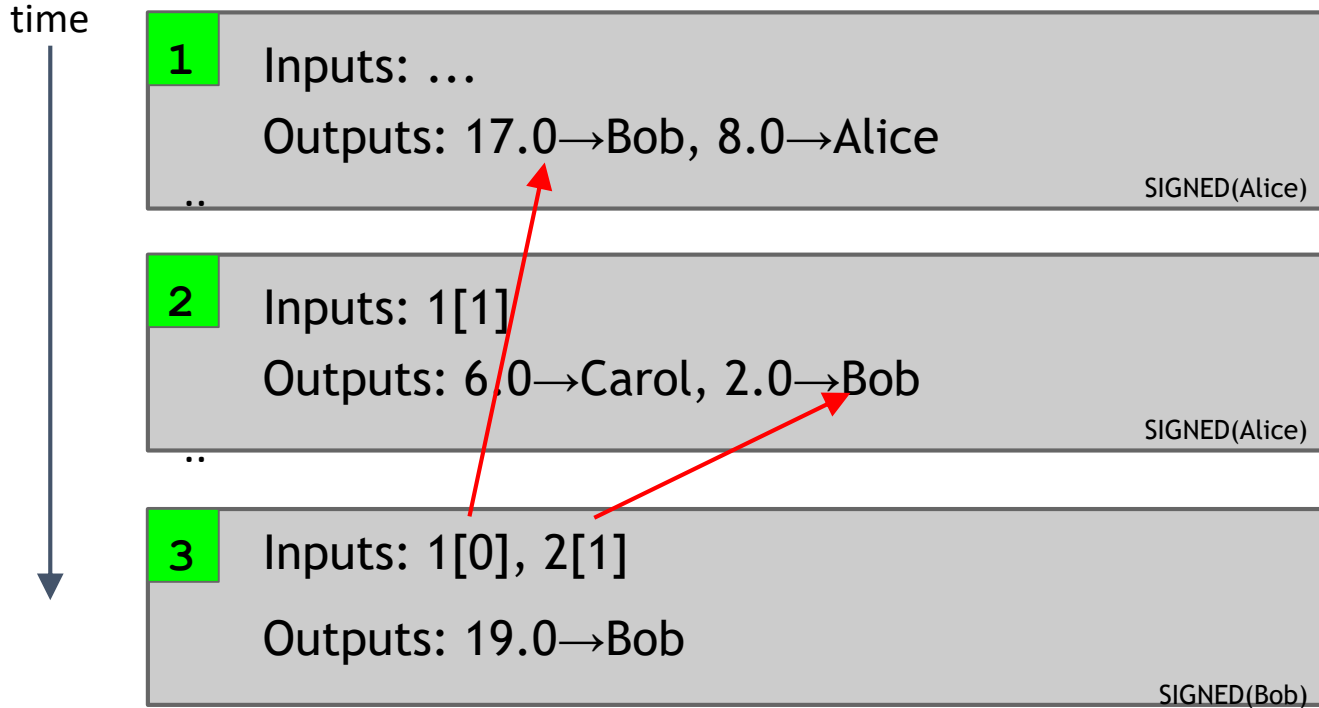 time
1
Inputs: ...
Outputs: 17.0→Bob, 8.0→Alice
SIGNED(Alice)
..
2
Inputs: 1[1]
Outputs: 6.0→Carol, 2.0→Bob
SIGNED(Alice)
..
3
Inputs: 1[0], 2[1]
Outputs: 19.0→Bob
SIGNED(Bob)